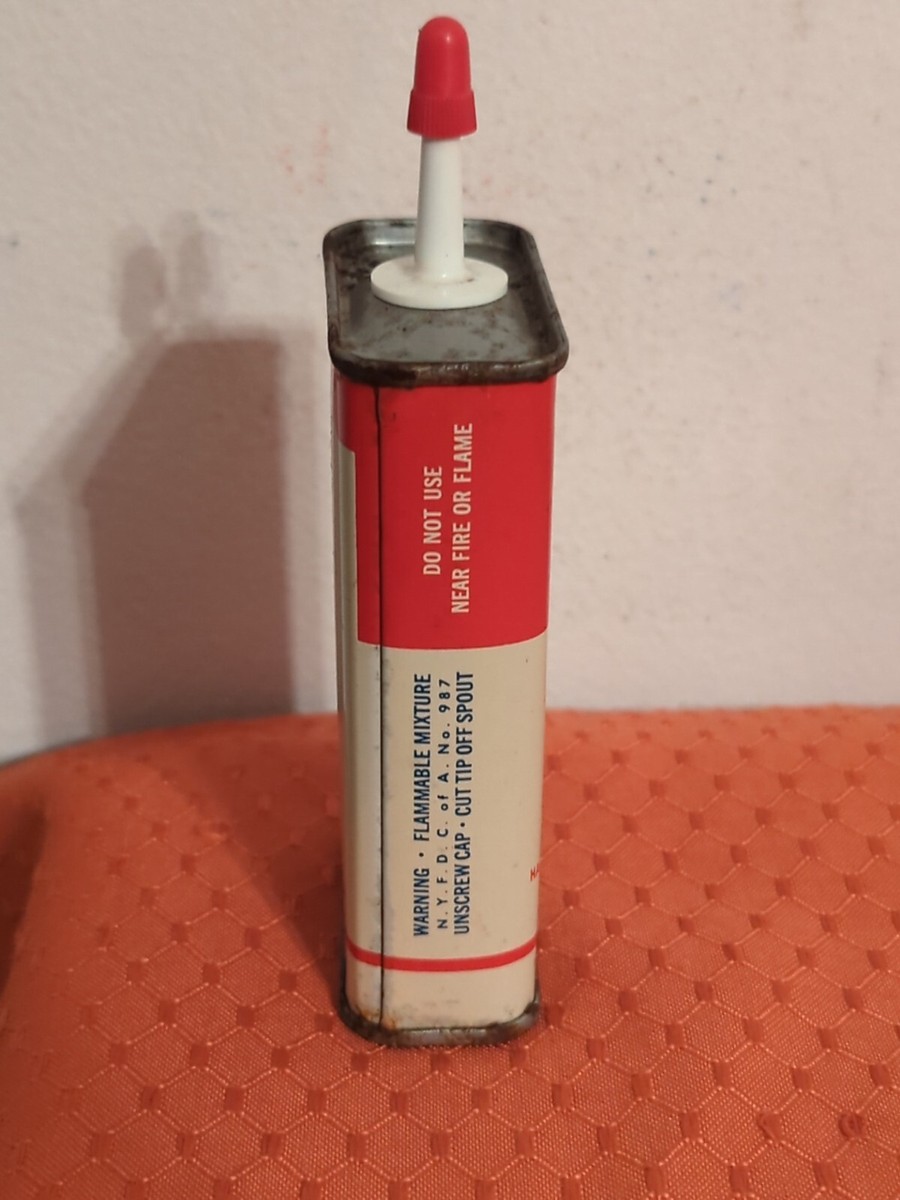 DO NOT USE
NEAR FIRE OR FLAME
WARNING • FLAMMABLE MIXTURE
N. Y. F. D. C. of A. No. 987
UNSCREW CAP • CUT TIP OFF SPOUT